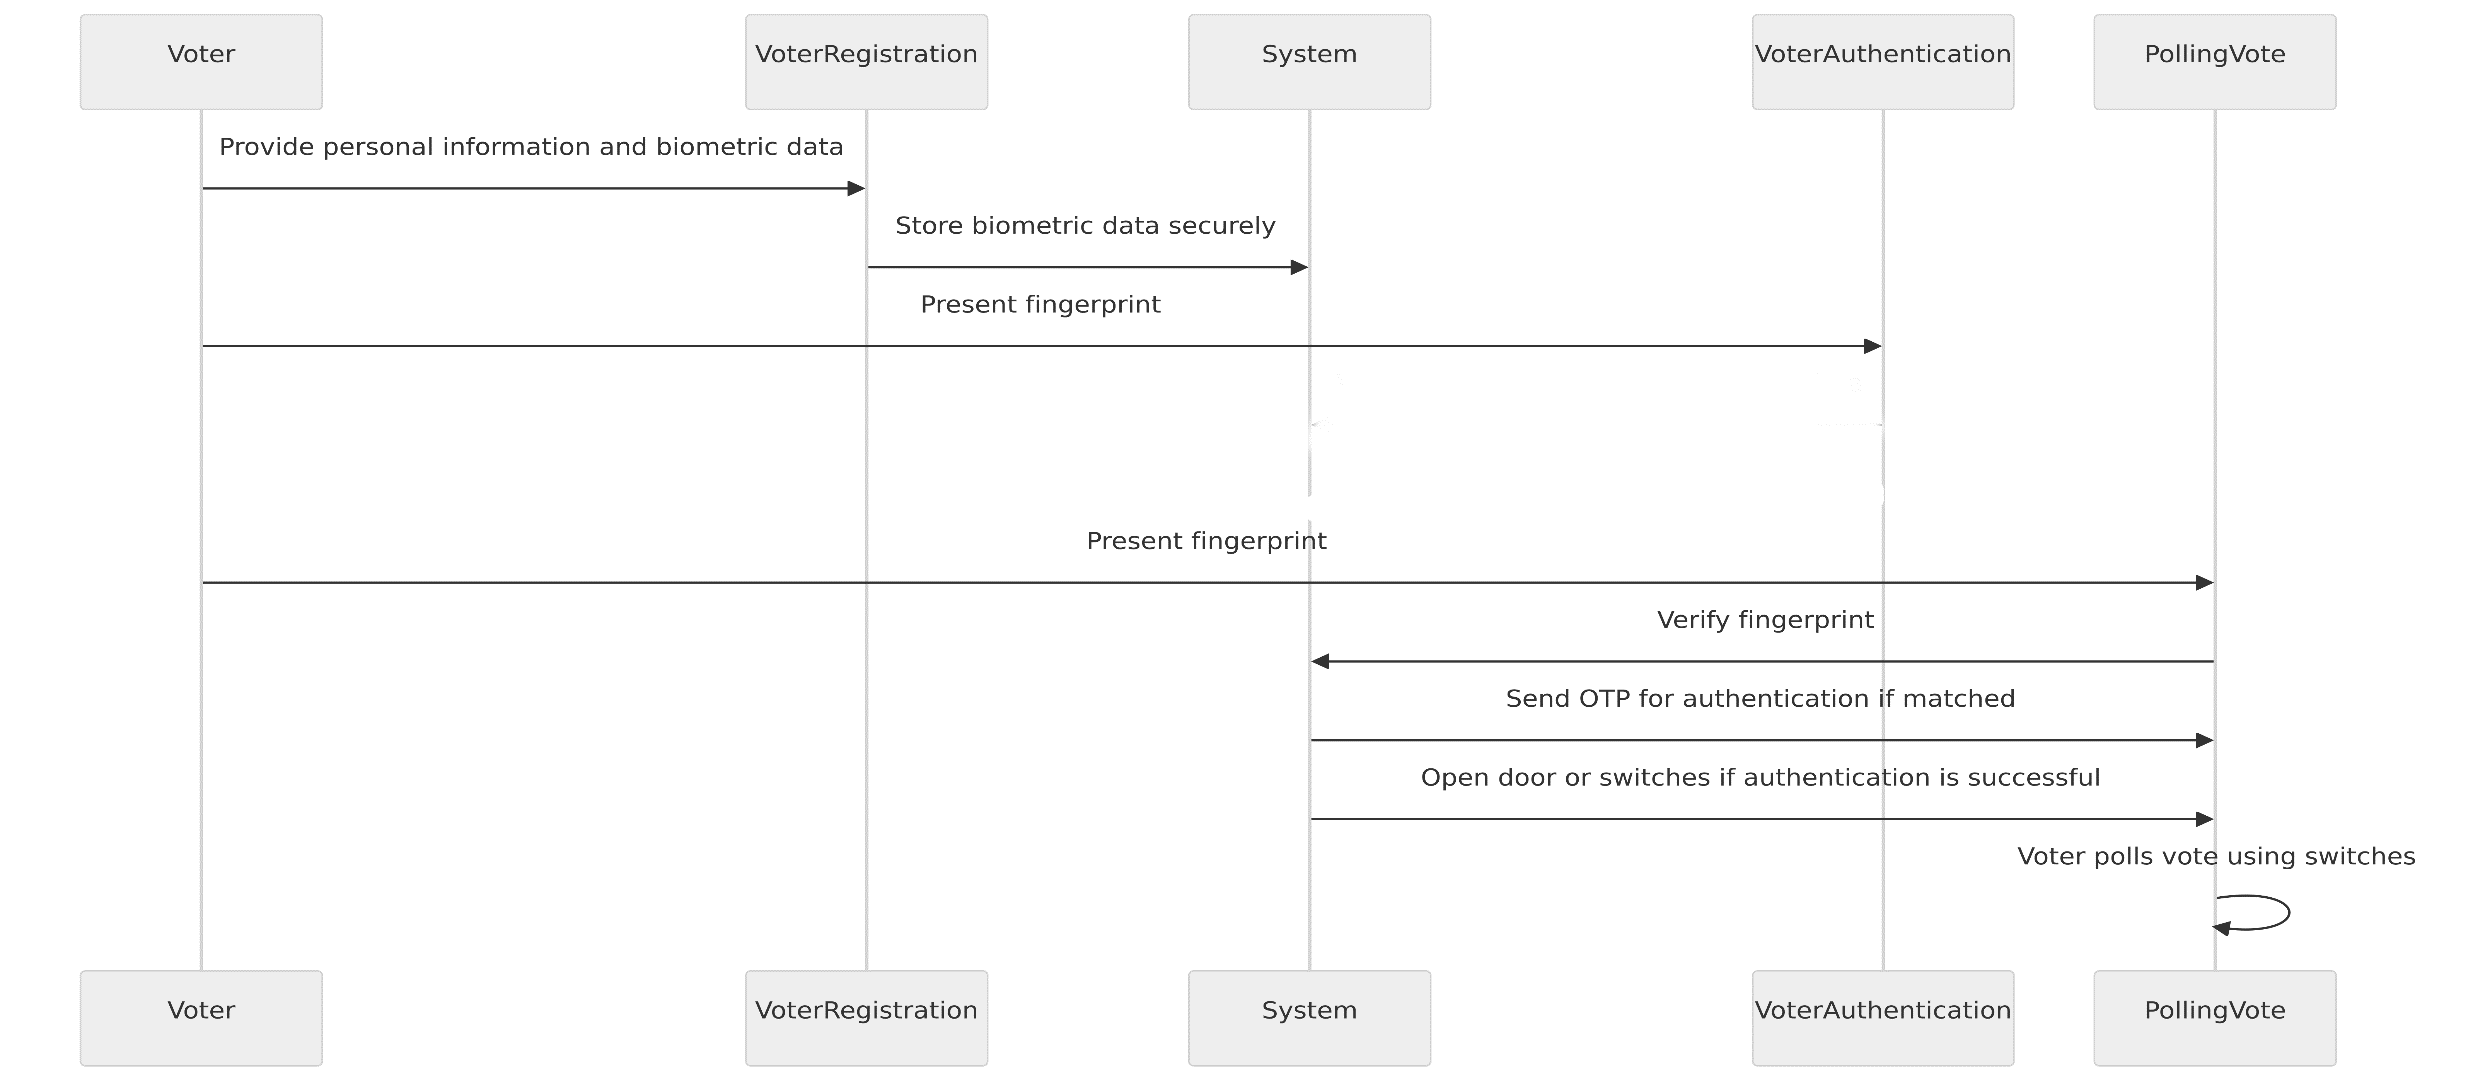 Voter
VoterRegistration
System
VoterAuthentication
PollingVote
Provide personal information and biometric data
Store biometric data securely
Present fingerprint
Present fingerprint
Verify fingerprint
Send OTP for authentication if matched
Open door or switches if authentication is successful
Voter polls vote using switches
Voter
VoterRegistration
System
VoterAuthentication
PollingVote